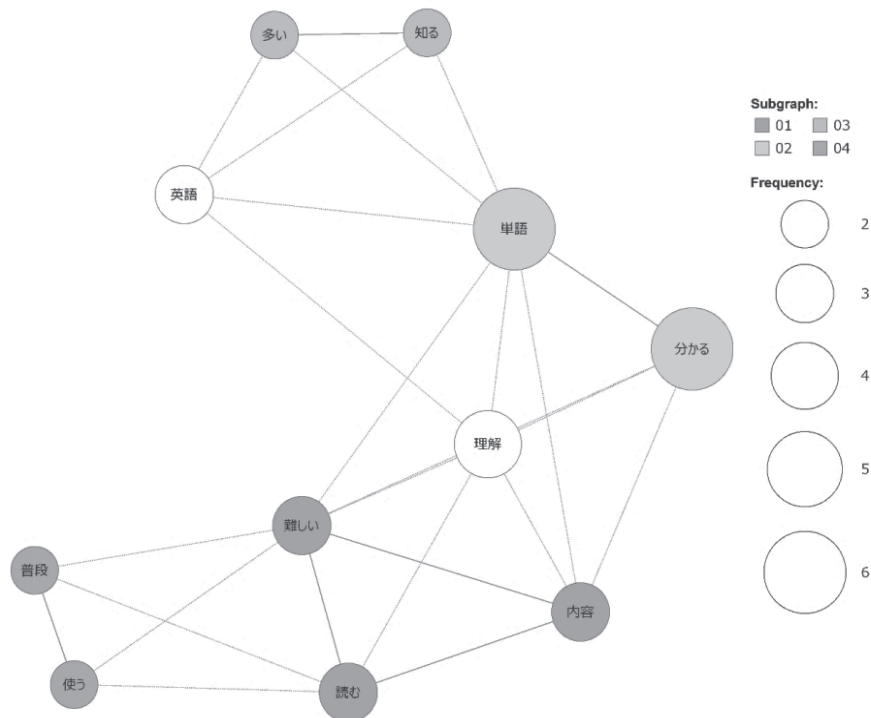 多い
知る
英語
単語
分かる
理解
難しい
普段
内容
使う
読む
Subgraph:
01 03
02 04
Frequency:
2
3
4
5
6